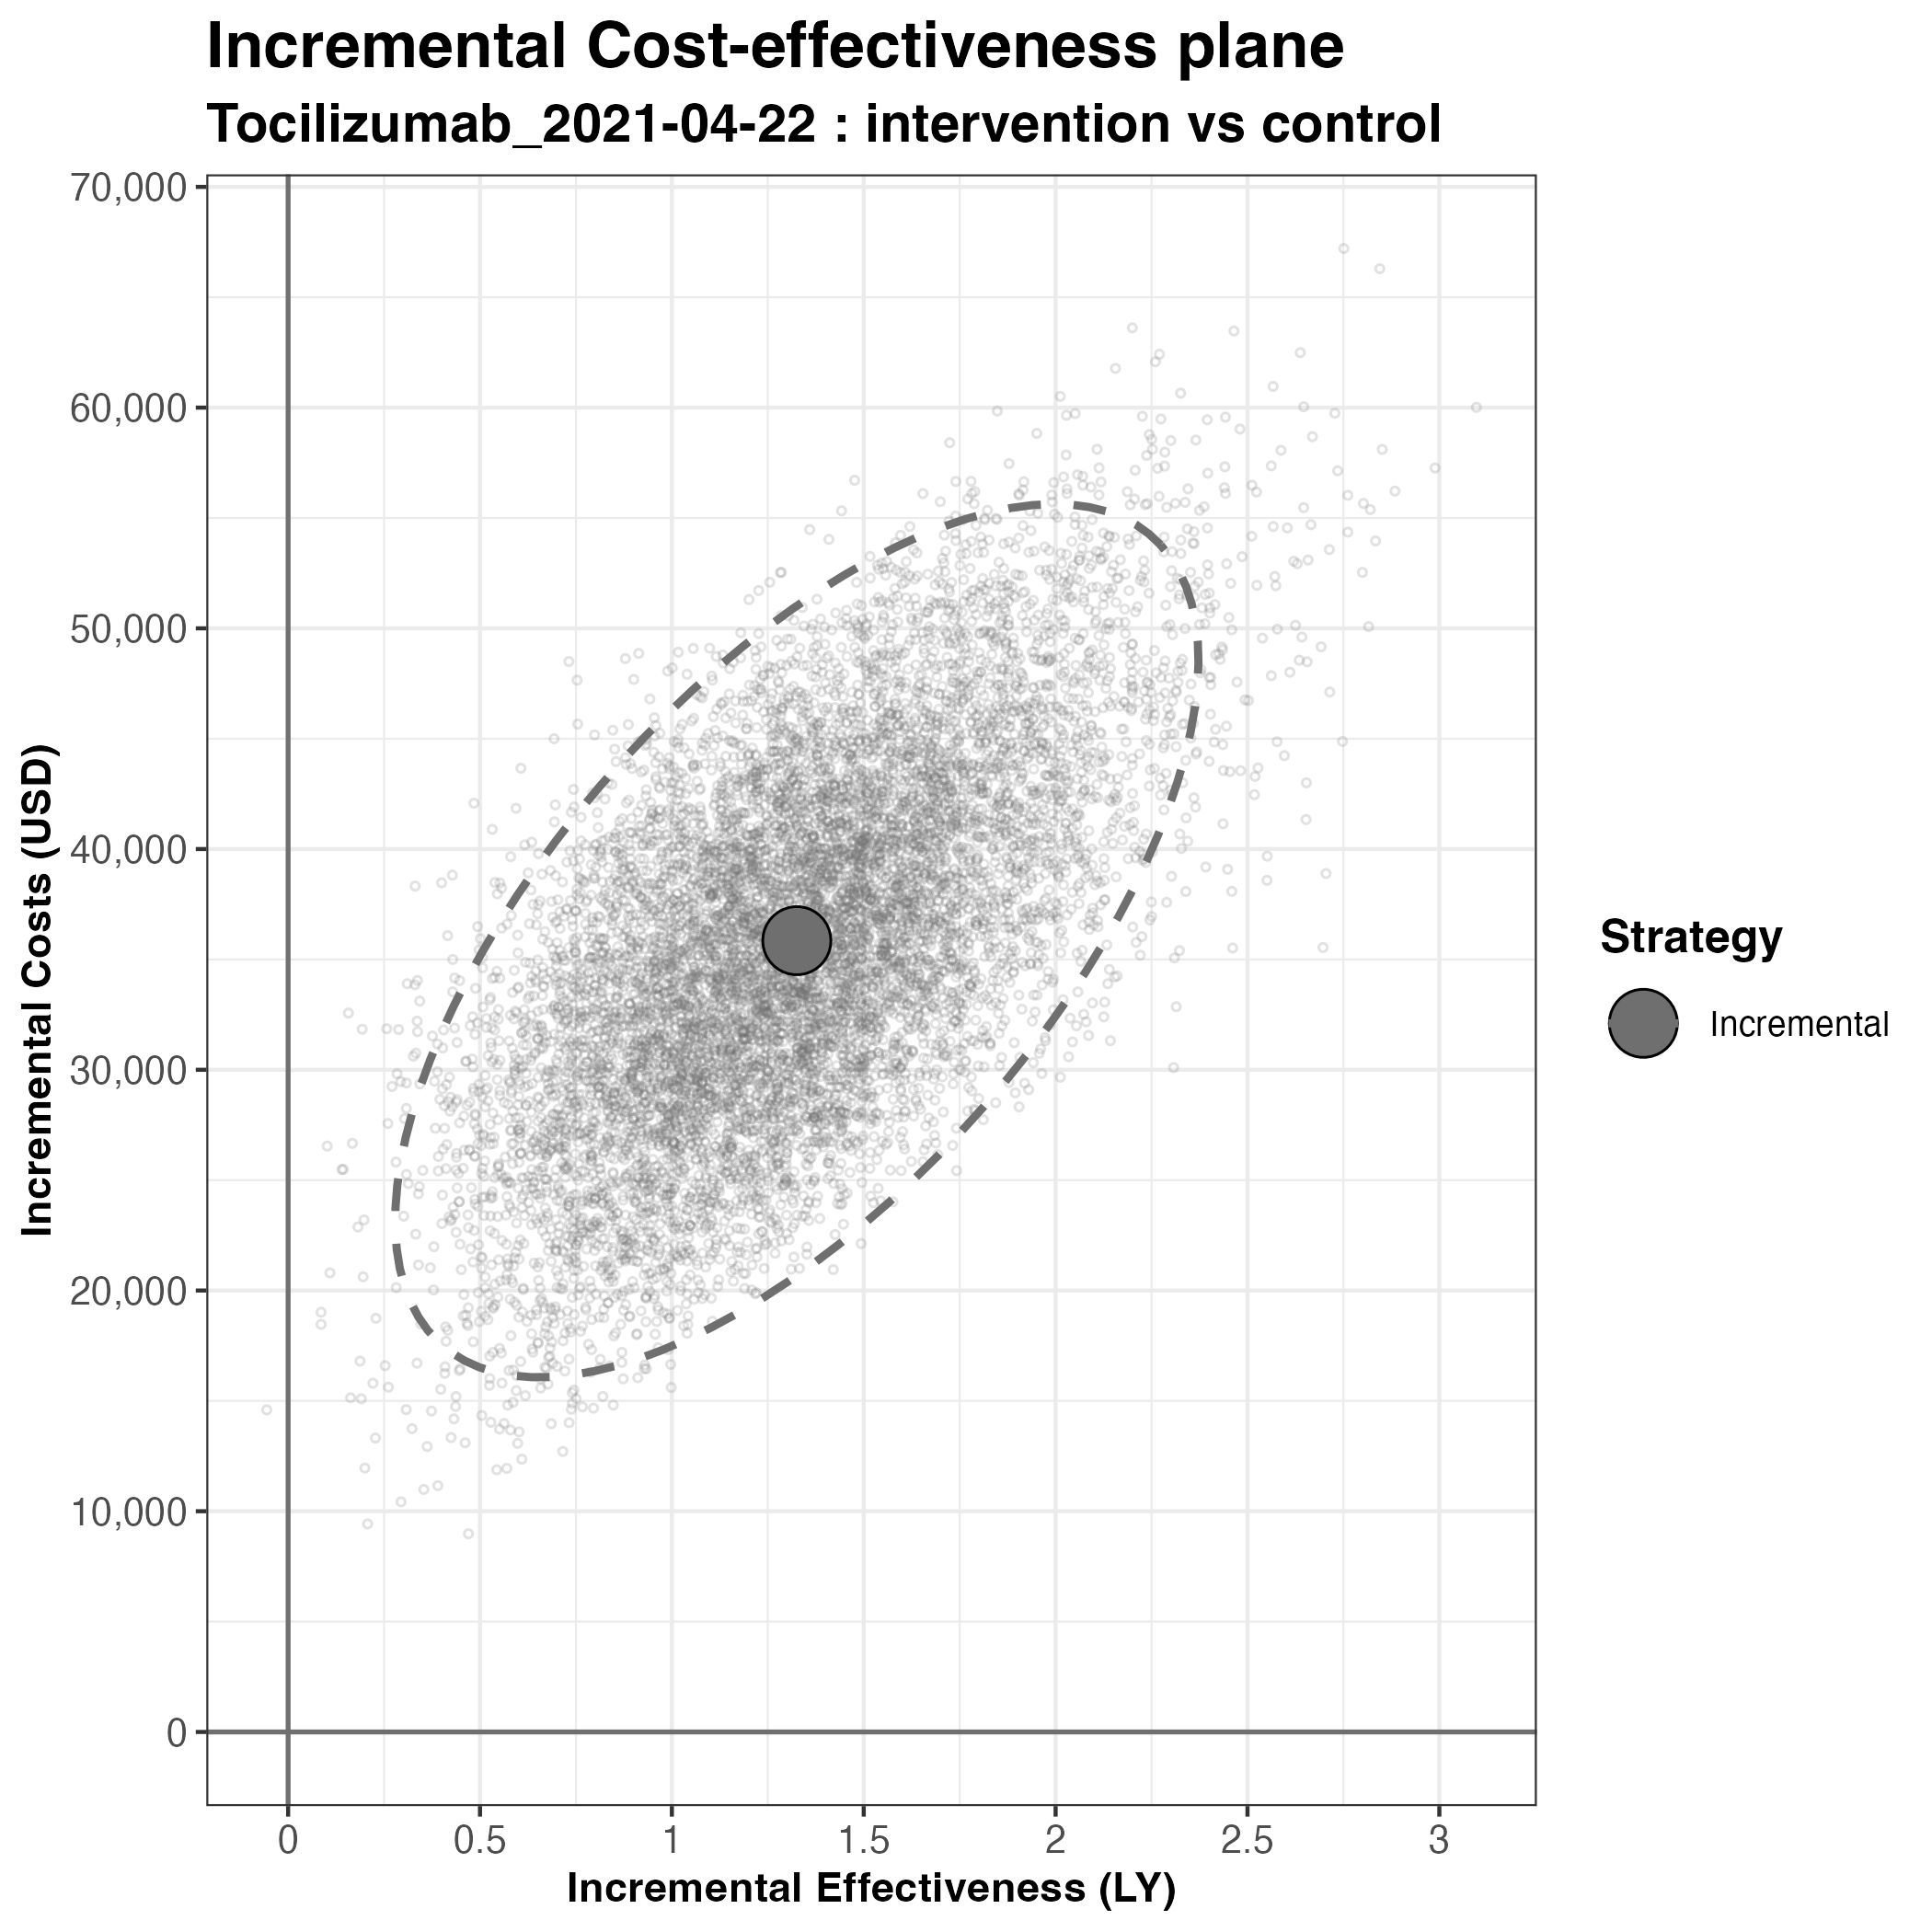 Incremental Cost-effectiveness plane
Tocilizumab_2021-04-22 : intervention vs control
70,000
60,000
50,000
40,000
30,000
20,000
10,000
0
Incremental Costs (USD)
0 0.5 1 1.5 2 2.5 3
Incremental Effectiveness (LY)
Strategy
Incremental